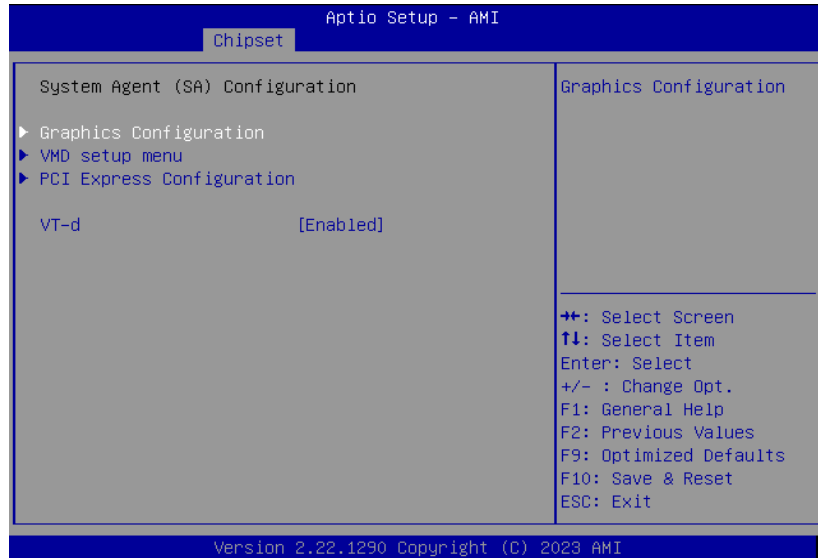 Aptio Setup – AMI
Chipset
System Agent (SA) Configuration
Graphics Configuration
VMD setup menu
PCI Express Configuration
VT-d [Enabled]
Graphics Configuration
→←: Select Screen
↑↓: Select Item
Enter: Select
+/- : Change Opt.
F1: General Help
F2: Previous Values
F9: Optimized Defaults
F10: Save & Reset
ESC: Exit
Version 2.22.1290 Copyright (C) 2023 AMI